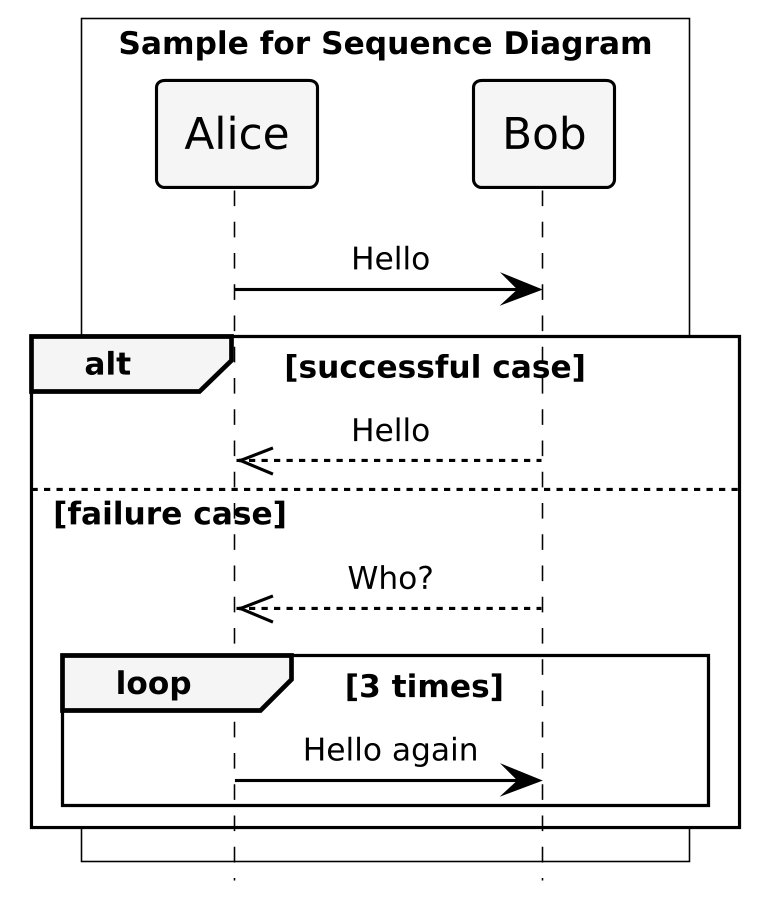 Sample for Sequence Diagram
Alice Bob
Hello
alt [successful case]
Hello
[failure case]
Who?
loop [3 times]
Hello again